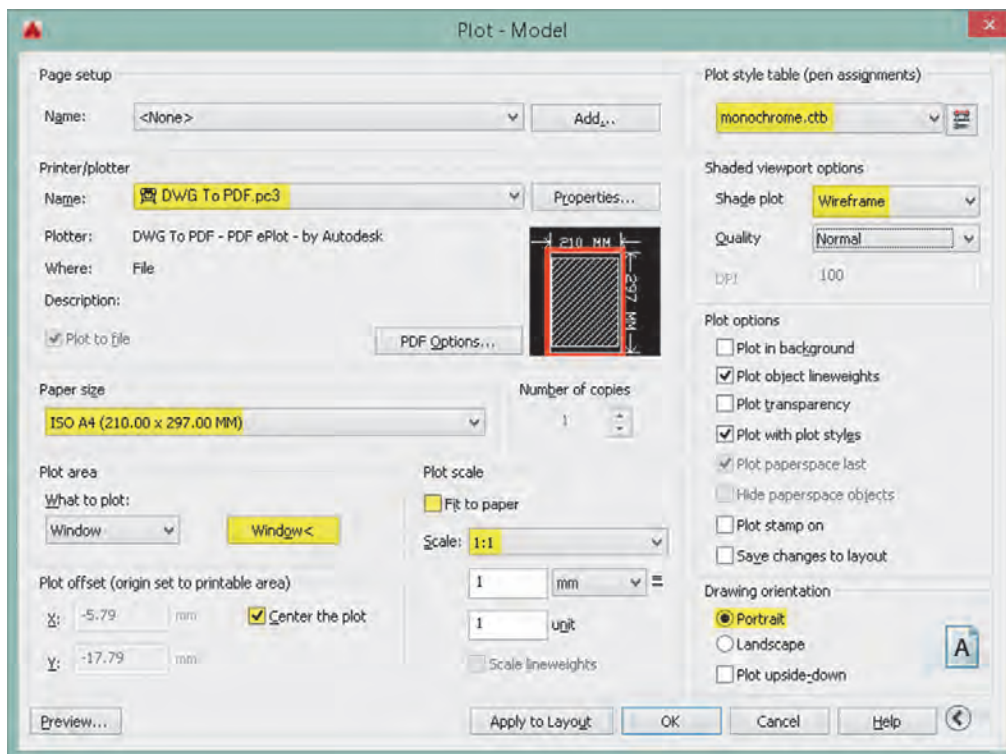 Plot - Model
Page setup
Name: <None> Add...
Printer/plotter
Name: DWG To PDF.pc3 Properties...
Plotter: DWG To PDF - PDF ePlot - by Autodesk
Where: File
Description:
Plot to file
PDF Options...
210 MM
297 MM
Paper size
ISO A4 (210.00 x 297.00 MM)
Number of copies
1
Plot area
What to plot:
Window Window<
Plot offset (origin set to printable area)
X: -5.79 mm Center the plot
Y: -17.79 mm
Plot scale
Fit to paper
Scale: 1:1
1 mm =
1 unit
Scale lineweights
Plot style table (pen assignments)
monochrome.ctb
Shaded viewport options
Shade plot Wireframe
Quality Normal
DPI 100
Plot options
Plot in background
Plot object lineweights
Plot transparency
Plot with plot styles
Plot paperspace last
Hide paperspace objects
Plot stamp on
Save changes to layout
Drawing orientation
Portrait
Landscape
Plot upside-down
A
Preview... Apply to Layout OK Cancel Help